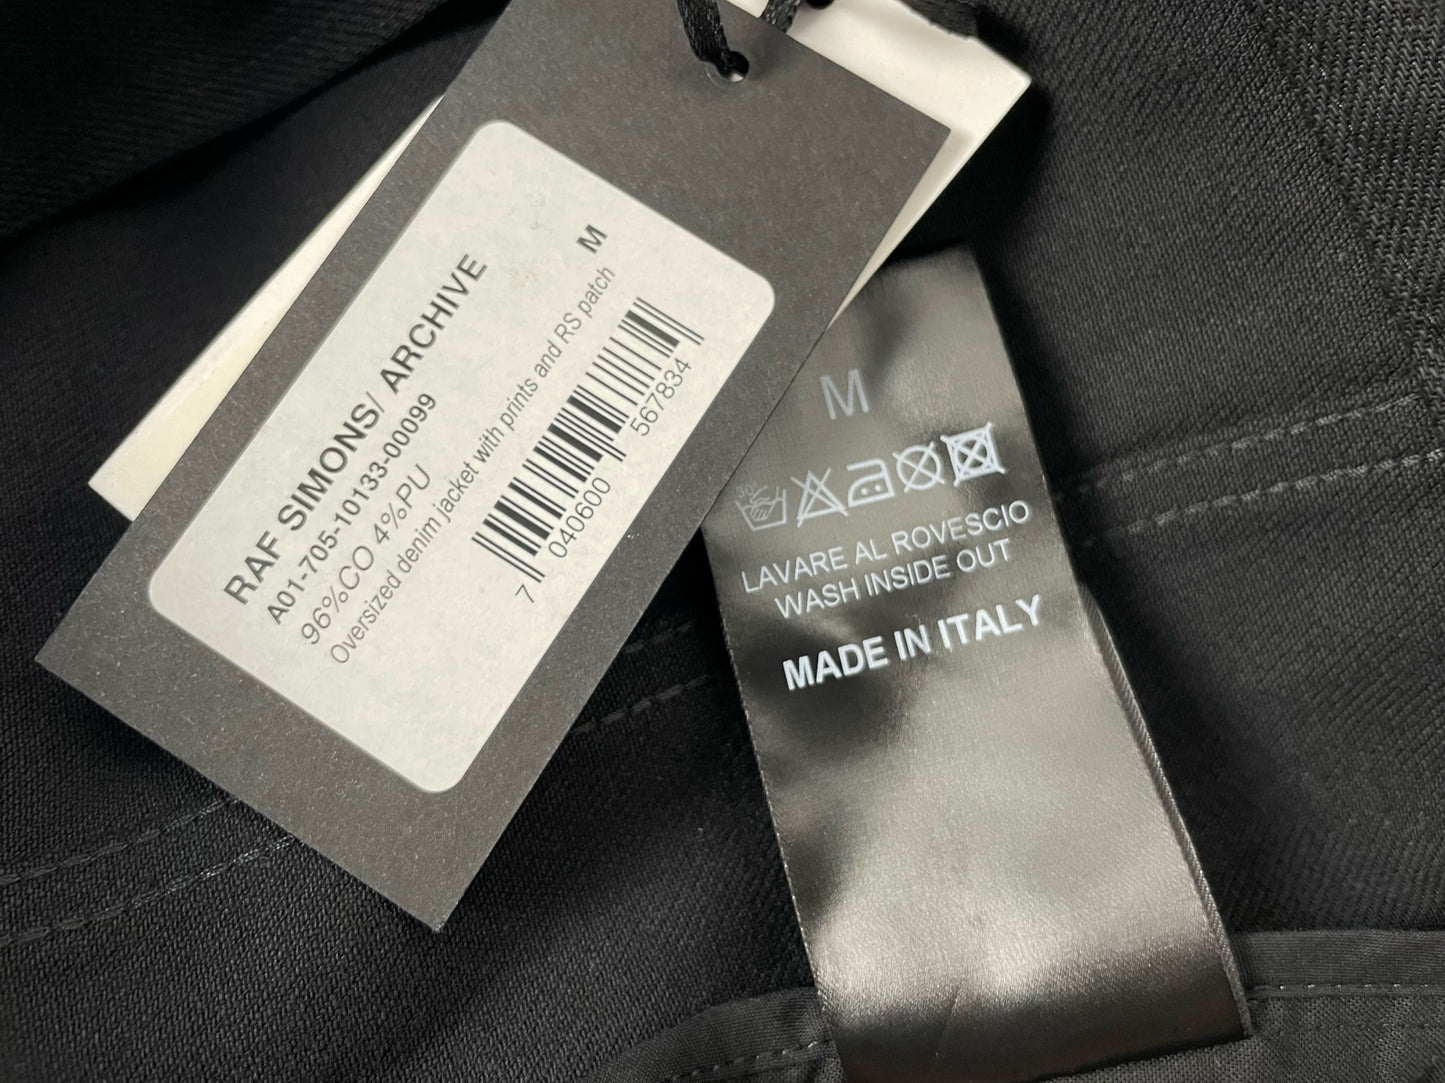 RAF SIMONS/ ARCHIVE
M
A01-705-10133-00099
96%CO 4%PU
Oversized denim jacket with prints and RS patch
7 040600 567834
M
30°
LAVARE AL ROVESCIO
WASH INSIDE OUT
MADE IN ITALY